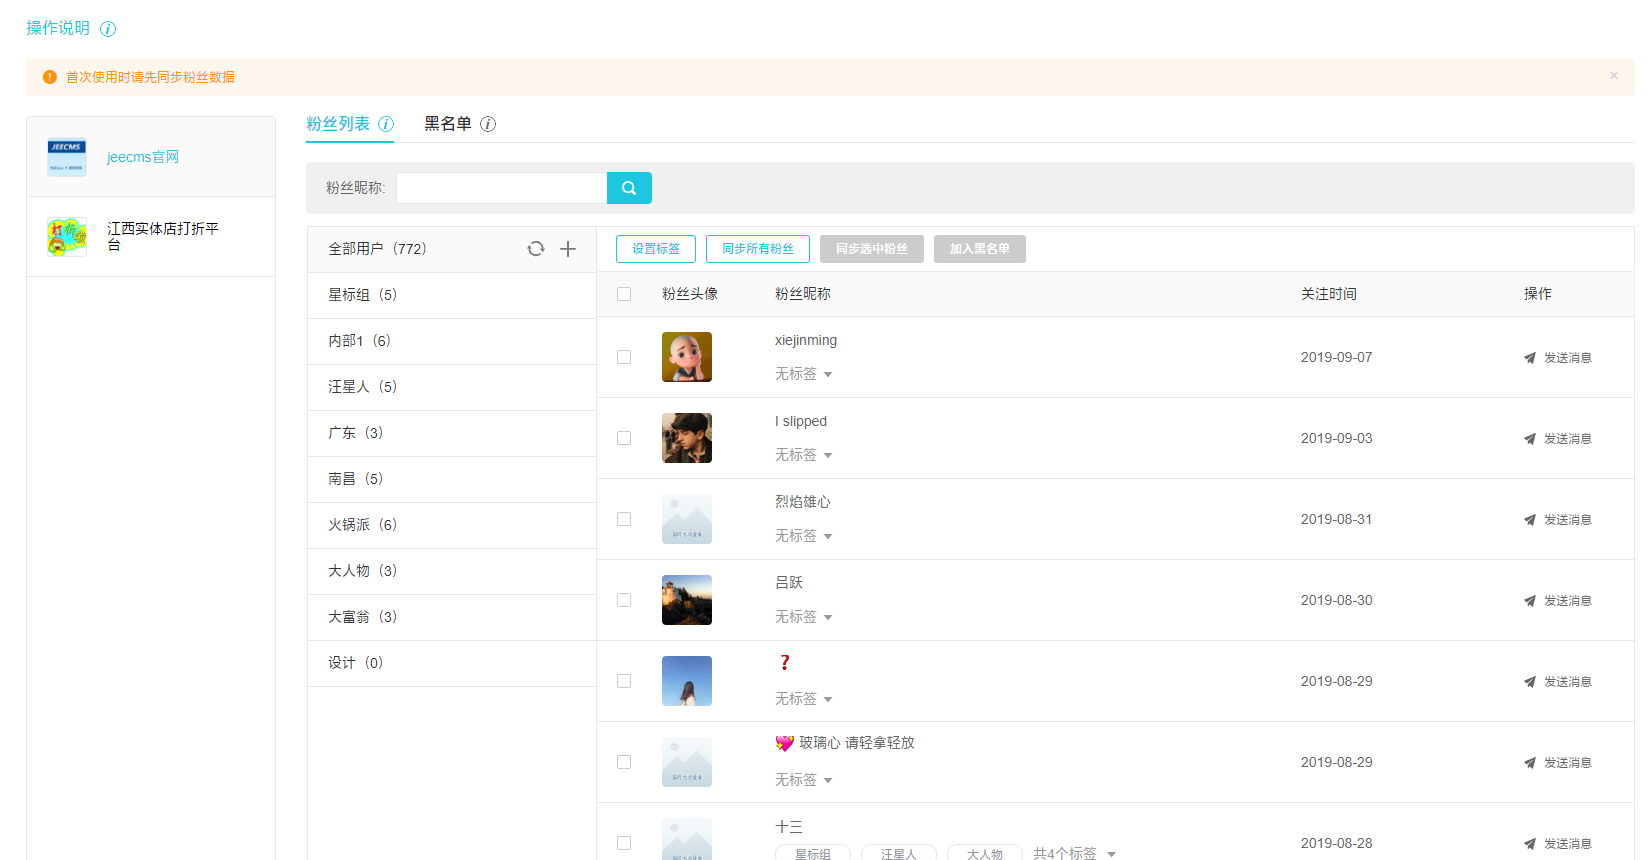 操作说明
首次使用时请先同步粉丝数据
JEECMS
jeecms官网
江西实体店打折平
台
粉丝列表 黑名单
粉丝昵称:
全部用户（772）
星标组（5）
内部1（6）
汪星人（5）
广东（3）
南昌（5）
火锅派（6）
大人物（3）
大富翁（3）
设计（0）
设置标签 同步所有粉丝 同步选中粉丝 加入黑名单
粉丝头像 粉丝昵称 关注时间 操作
xiejinming
无标签
2019-09-07 发送消息
I slipped
无标签
2019-09-03 发送消息
烈焰雄心
无标签
2019-08-31 发送消息
吕跃
无标签
2019-08-30 发送消息
❓
无标签
2019-08-29 发送消息
💖 玻璃心 请轻拿轻放
无标签
2019-08-29 发送消息
十三
星标组 汪星人 大人物 共4个标签
2019-08-28 发送消息